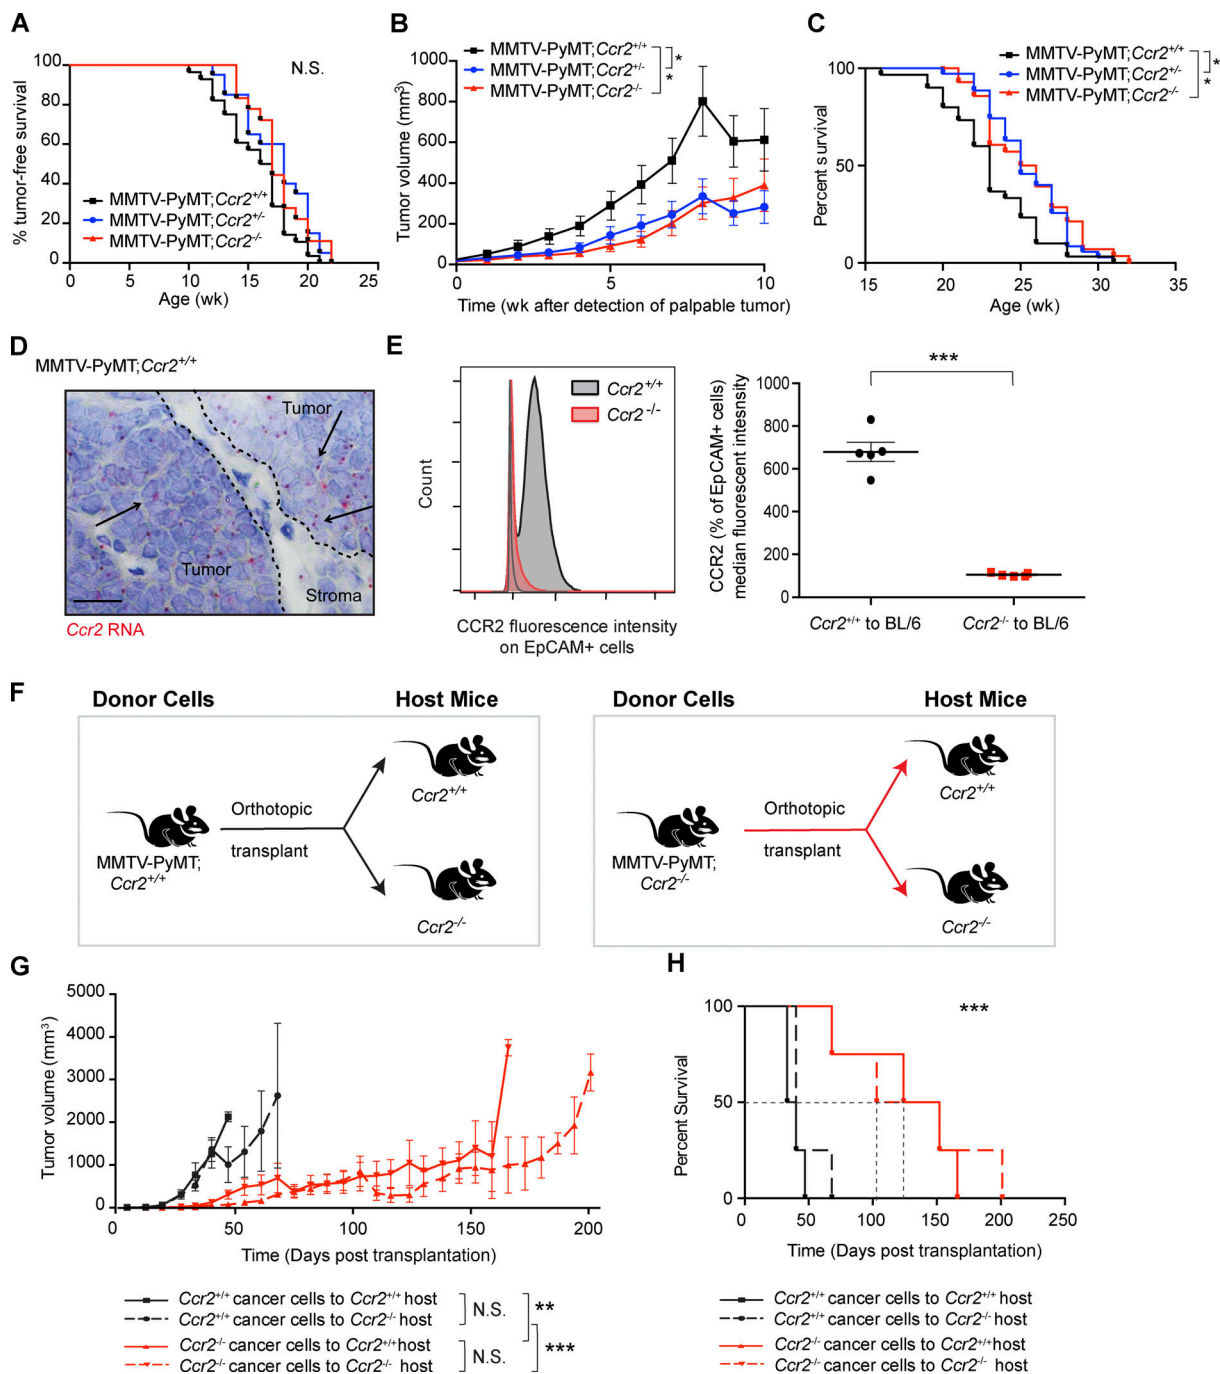 A
% tumor-free survival
100
80
60
40
20
0
N.S.
MMTV-PyMT;Ccr2+/+
MMTV-PyMT;Ccr2+/-
MMTV-PyMT;Ccr2-/-
0 5 10 15 20 25
Age (wk)
B
Tumor volume (mm3)
1000
800
600
400
200
0
MMTV-PyMT;Ccr2+/+
MMTV-PyMT;Ccr2+/-
MMTV-PyMT;Ccr2-/-
*
*
0 5 10
Time (wk after detection of palpable tumor)
C
Percent survival
100
50
0
MMTV-PyMT;Ccr2+/+
MMTV-PyMT;Ccr2+/-
MMTV-PyMT;Ccr2-/-
*
*
15 20 25 30 35
Age (wk)
D
MMTV-PyMT;Ccr2+/+
Tumor
Tumor
Stroma
Ccr2 RNA
E
Count
Ccr2+/+
Ccr2-/-
CCR2 fluorescence intensity
on EpCAM+ cells
CCR2 (% of EpCAM+ cells)
median fluorescent intesnsity
1000
800
600
400
200
0
***
Ccr2+/+ to BL/6
Ccr2-/- to BL/6
F
Donor Cells
Host Mice
MMTV-PyMT;
Ccr2+/+
Orthotopic
transplant
Ccr2+/+
Ccr2-/-
Donor Cells
Host Mice
MMTV-PyMT;
Ccr2-/-
Orthotopic
transplant
Ccr2+/+
Ccr2-/-
G
Tumor volume (mm3)
5000
4000
3000
2000
1000
0
50 100 150 200
Time (Days post transplantation)
Ccr2+/+ cancer cells to Ccr2+/+ host
Ccr2+/+ cancer cells to Ccr2-/- host
Ccr2-/- cancer cells to Ccr2+/+ host
Ccr2-/- cancer cells to Ccr2-/- host
N.S.
N.S.
**
***
H
Percent Survival
100
50
0
***
0 50 100 150 200 250
Time (Days post transplantation)
Ccr2+/+ cancer cells to Ccr2+/+ host
Ccr2+/+ cancer cells to Ccr2-/- host
Ccr2-/- cancer cells to Ccr2+/+ host
Ccr2-/- cancer cells to Ccr2-/- host